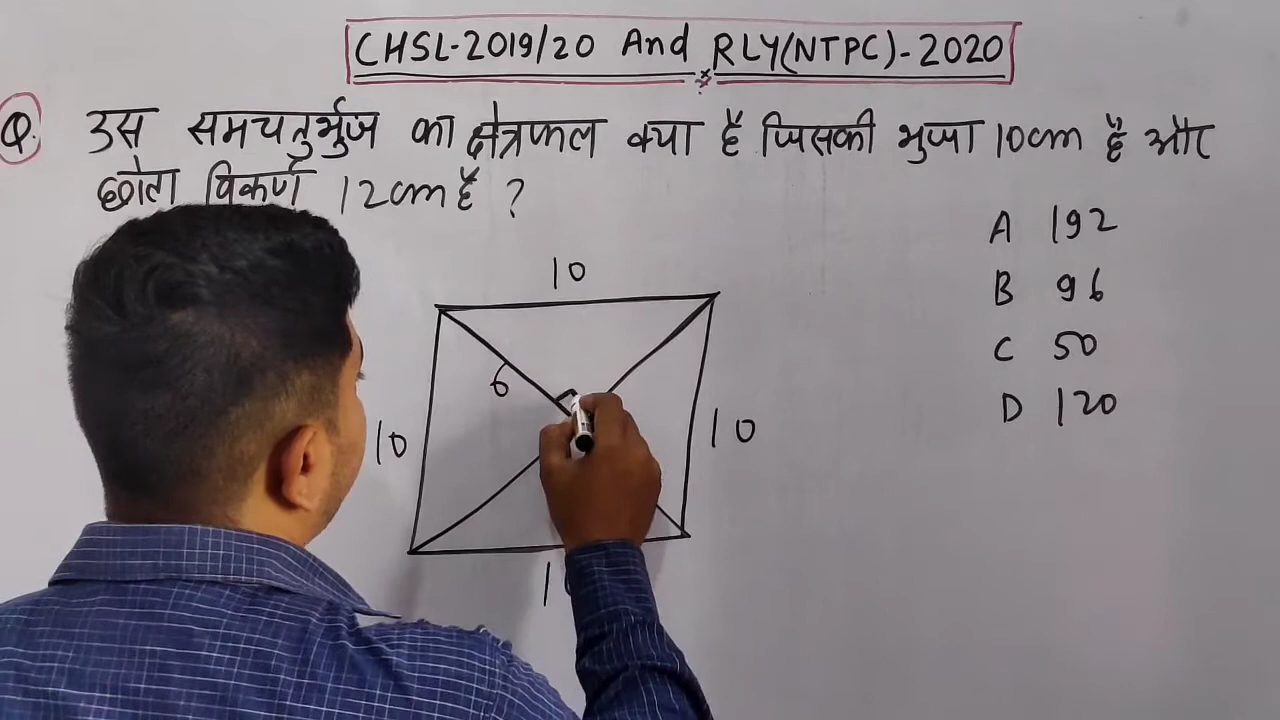 CHSL-2019/20 And RLY(NTPC)-2020
Q. उस समचतुर्भुज का क्षेत्रफल क्या है जिसकी भुजा 10cm है और
छोटा विकर्ण 12cm है ?
A 192
B 96
C 50
D 120
10
6
10
10
1